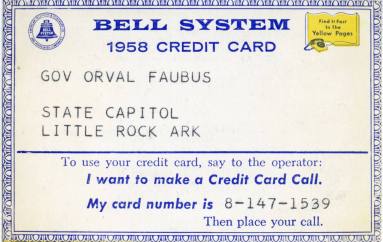 BELL SYSTEM
1958 CREDIT CARD
Find It Fast
In The
Yellow Pages
GOV ORVAL FAUBUS
STATE CAPITOL
LITTLE ROCK ARK
To use your credit card, say to the operator:
I want to make a Credit Card Call.
My card number is 8-147-1539
Then place your call.